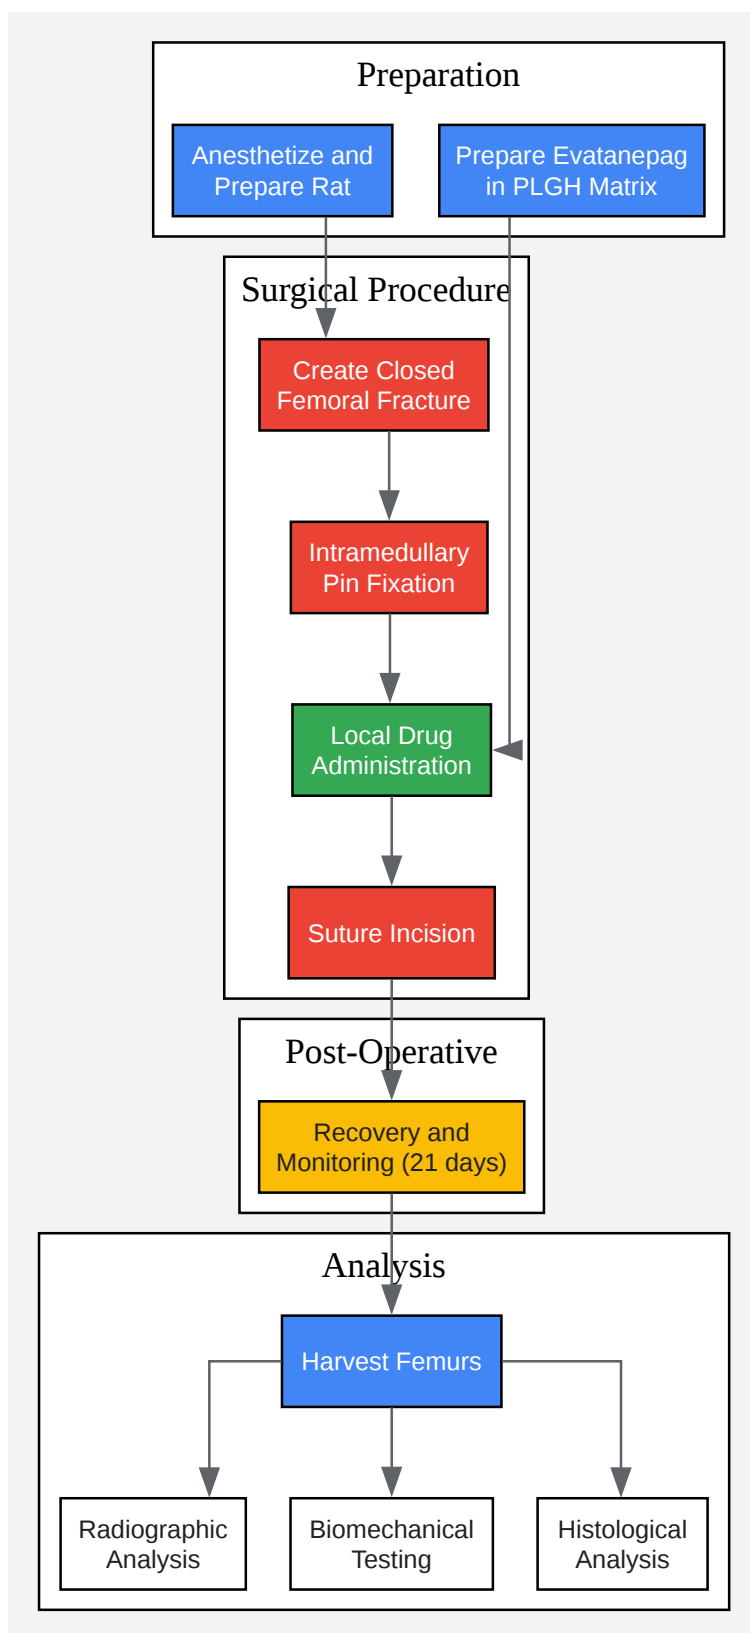 Preparation
Anesthetize and
Prepare Rat
Prepare Evatanepag
in PLGH Matrix
Surgical Procedure
Create Closed
Femoral Fracture
Intramedullary
Pin Fixation
Local Drug
Administration
Suture Incision
Post-Operative
Recovery and
Monitoring (21 days)
Analysis
Harvest Femurs
Radiographic
Analysis
Biomechanical
Testing
Histological
Analysis